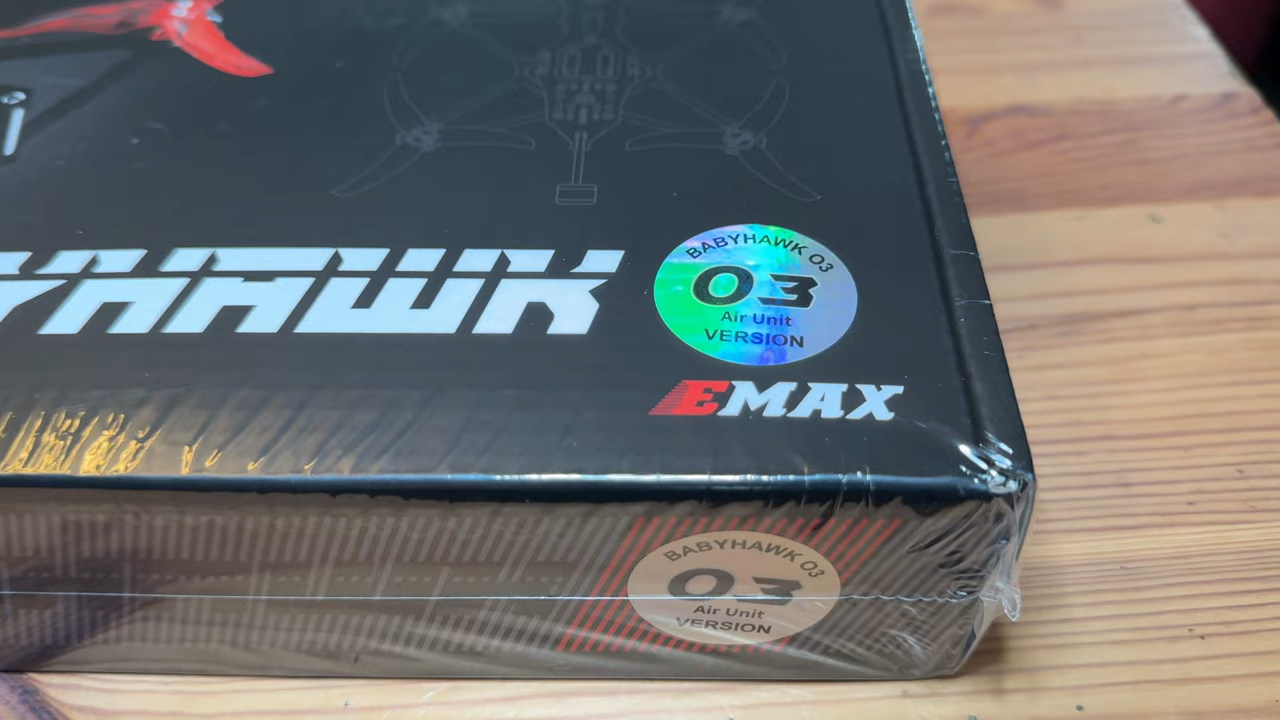 BABYHAWK O3
O3
Air Unit
VERSION
YHAWK
EMAX
BABYHAWK O3
O3
Air Unit
VERSION